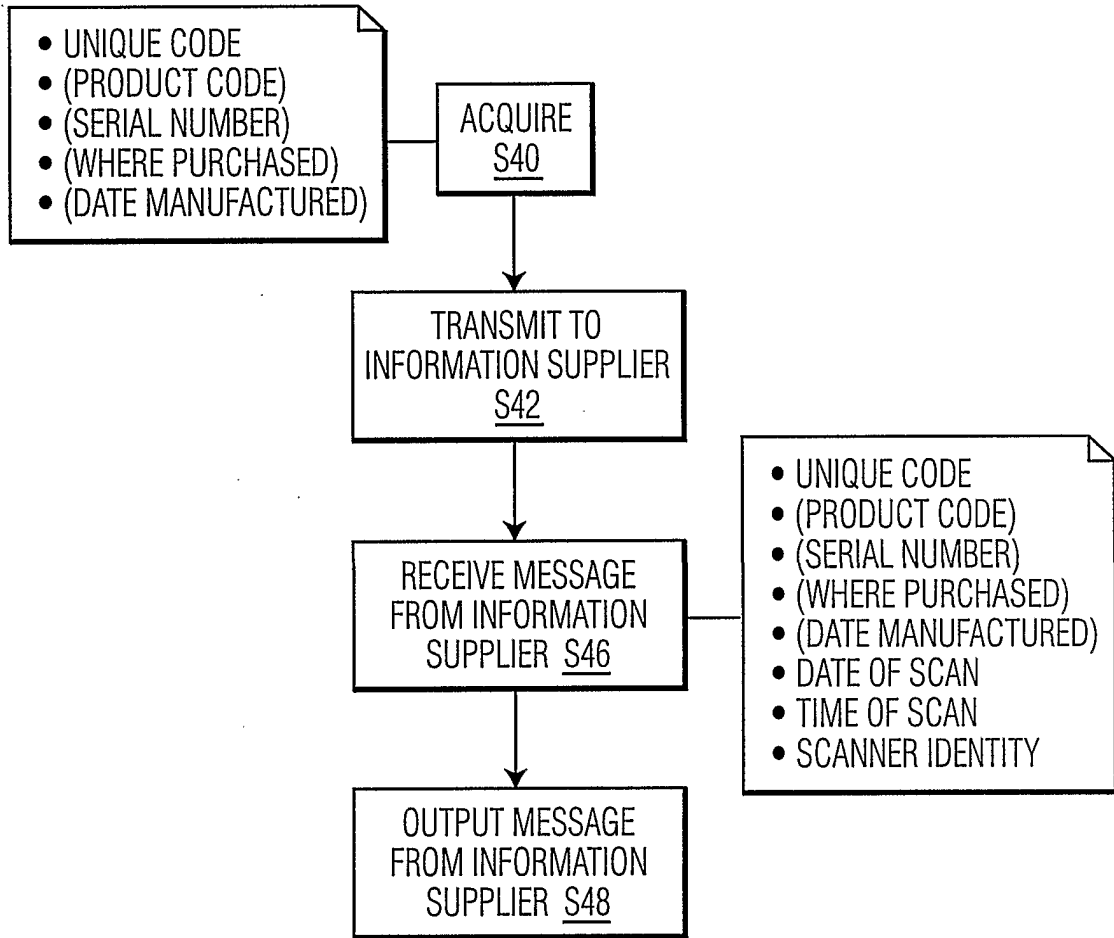 • UNIQUE CODE
• (PRODUCT CODE)
• (SERIAL NUMBER)
• (WHERE PURCHASED)
• (DATE MANUFACTURED)
ACQUIRE
S40
TRANSMIT TO
INFORMATION SUPPLIER
S42
RECEIVE MESSAGE
FROM INFORMATION
SUPPLIER S46
• UNIQUE CODE
• (PRODUCT CODE)
• (SERIAL NUMBER)
• (WHERE PURCHASED)
• (DATE MANUFACTURED)
• DATE OF SCAN
• TIME OF SCAN
• SCANNER IDENTITY
OUTPUT MESSAGE
FROM INFORMATION
SUPPLIER S48